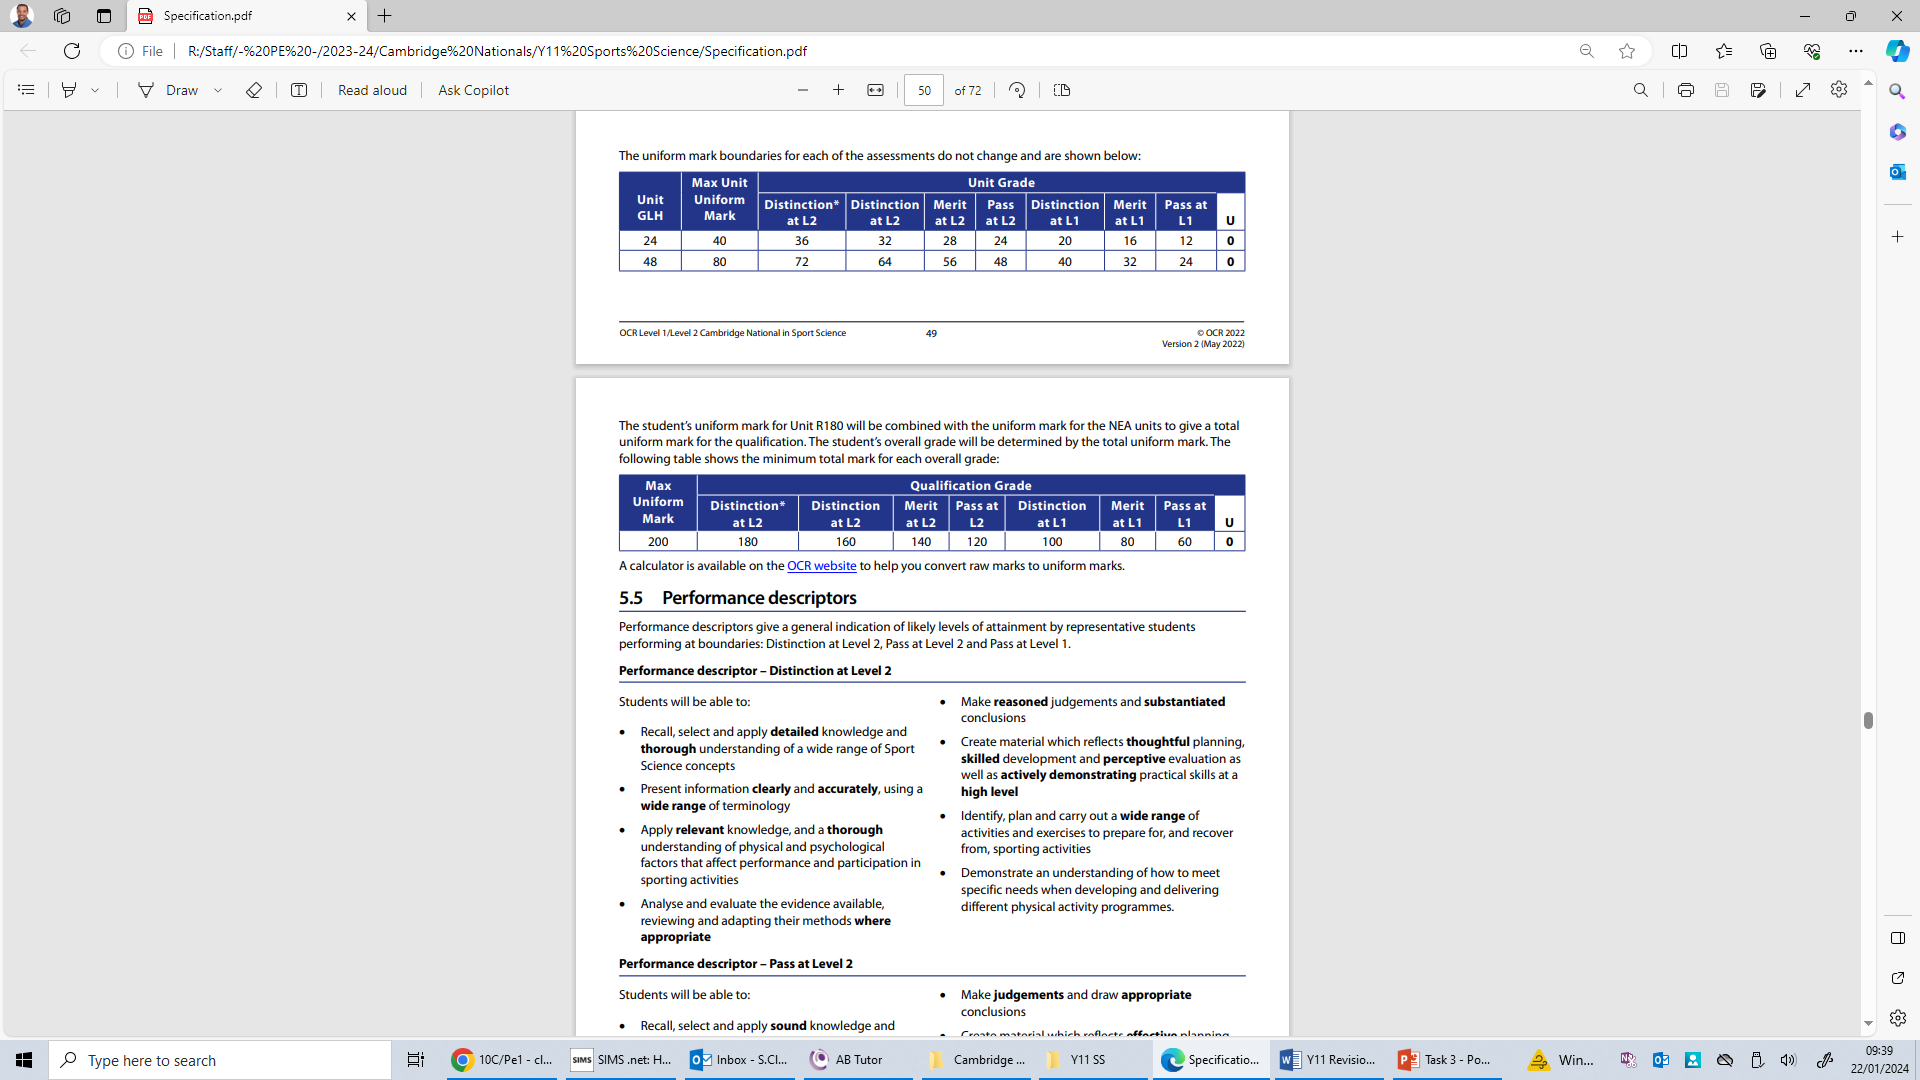 Specification.pdf
File
R:/Staff/-%20PE%20-/2023-24/Cambridge%20Nationals/Y11%20Sports%20Science/Specification.pdf
Draw
Read aloud
Ask Copilot
50 of 72
The uniform mark boundaries for each of the assessments do not change and are shown below:
Unit GLH Max Unit Uniform Mark Unit Grade
Distinction* at L2 Distinction at L2 Merit at L2 Pass at L2 Distinction at L1 Merit at L1 Pass at L1 U
24 40 36 32 28 24 20 16 12 0
48 80 72 64 56 48 40 32 24 0
OCR Level 1/Level 2 Cambridge National in Sport Science 49 © OCR 2022
Version 2 (May 2022)
The student's uniform mark for Unit R180 will be combined with the uniform mark for the NEA units to give a total
uniform mark for the qualification. The student's overall grade will be determined by the total uniform mark. The
following table shows the minimum total mark for each overall grade:
Max Uniform Mark Qualification Grade
Distinction* at L2 Distinction at L2 Merit at L2 Pass at L2 Distinction at L1 Merit at L1 Pass at L1 U
200 180 160 140 120 100 80 60 0
A calculator is available on the OCR website to help you convert raw marks to uniform marks.
5.5 Performance descriptors
Performance descriptors give a general indication of likely levels of attainment by representative students
performing at boundaries: Distinction at Level 2, Pass at Level 2 and Pass at Level 1.
Performance descriptor – Distinction at Level 2
Students will be able to:
• Recall, select and apply detailed knowledge and
thorough understanding of a wide range of Sport
Science concepts
• Present information clearly and accurately, using a
wide range of terminology
• Apply relevant knowledge, and a thorough
understanding of physical and psychological
factors that affect performance and participation in
sporting activities
• Analyse and evaluate the evidence available,
reviewing and adapting their methods where
appropriate
• Make reasoned judgements and substantiated
conclusions
• Create material which reflects thoughtful planning,
skilled development and perceptive evaluation as
well as actively demonstrating practical skills at a
high level
• Identify, plan and carry out a wide range of
activities and exercises to prepare for, and recover
from, sporting activities
• Demonstrate an understanding of how to meet
specific needs when developing and delivering
different physical activity programmes.
Performance descriptor – Pass at Level 2
Students will be able to:
• Recall, select and apply sound knowledge and
• Make judgements and draw appropriate
conclusions
• Create material which reflects effective planning
Type here to search
10C/Pe1 - cl...
SIMS .net: H...
Inbox - S.Cl...
AB Tutor
Cambridge ...
Y11 SS
Specificatio...
Y11 Revisio...
Task 3 - Po...
Win...
09:39
22/01/2024